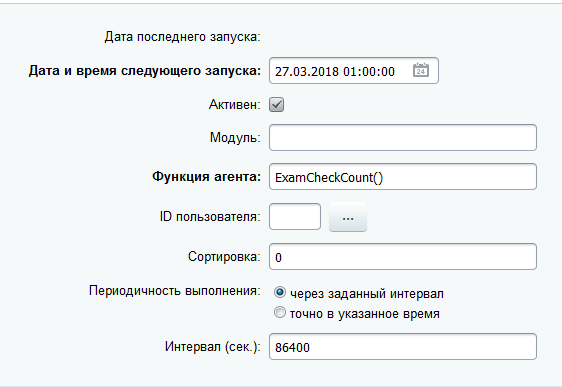 Дата последнего запуска:
Дата и время следующего запуска: 27.03.2018 01:00:00 24
Активен:
Модуль:
Функция агента: ExamCheckCount()
ID пользователя: ...
Сортировка: 0
Периодичность выполнения: через заданный интервал
точно в указанное время
Интервал (сек.): 86400